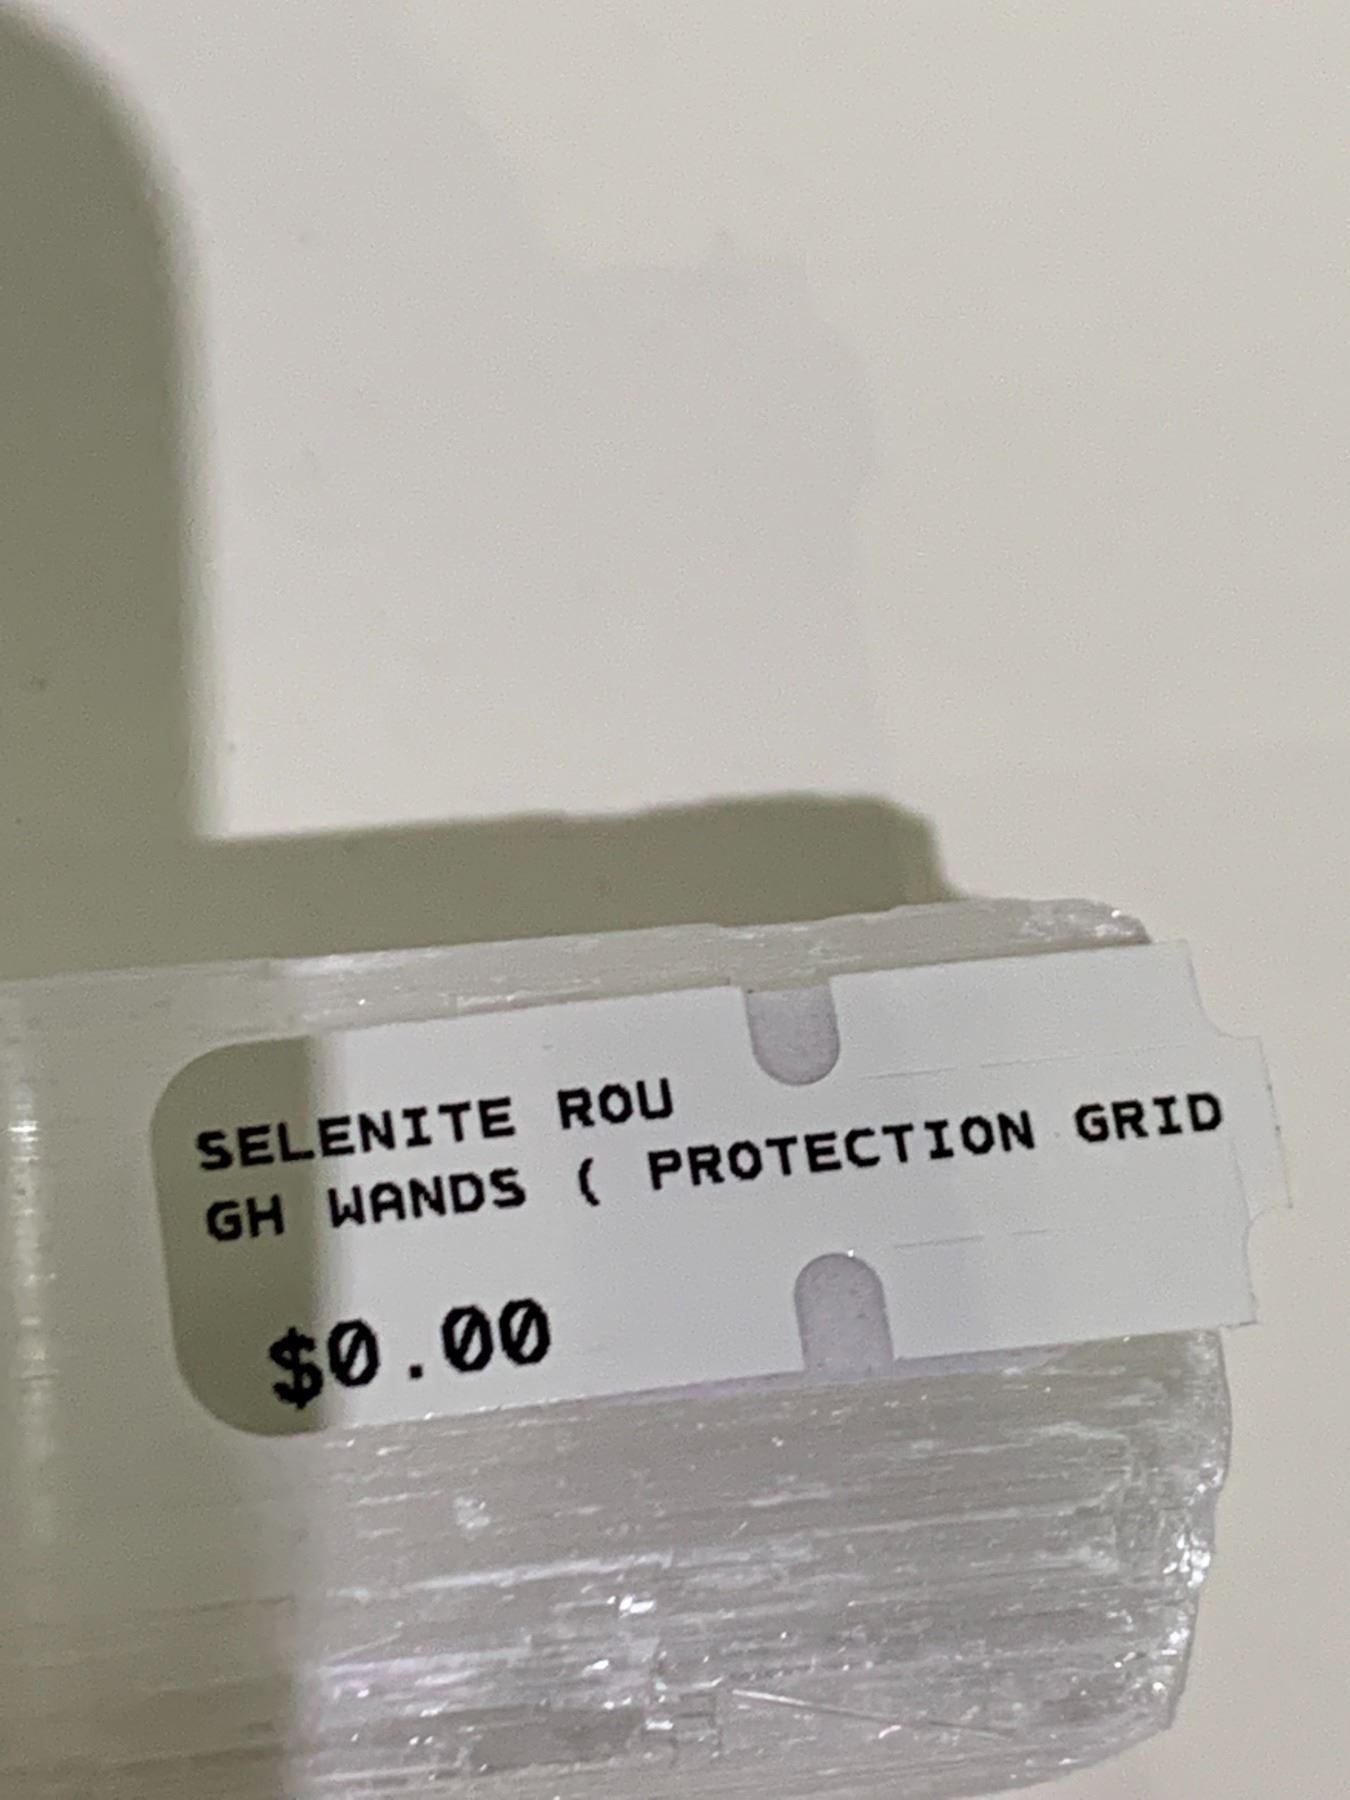 SELENITE ROU
GH WANDS ( PROTECTION GRID
$0.00